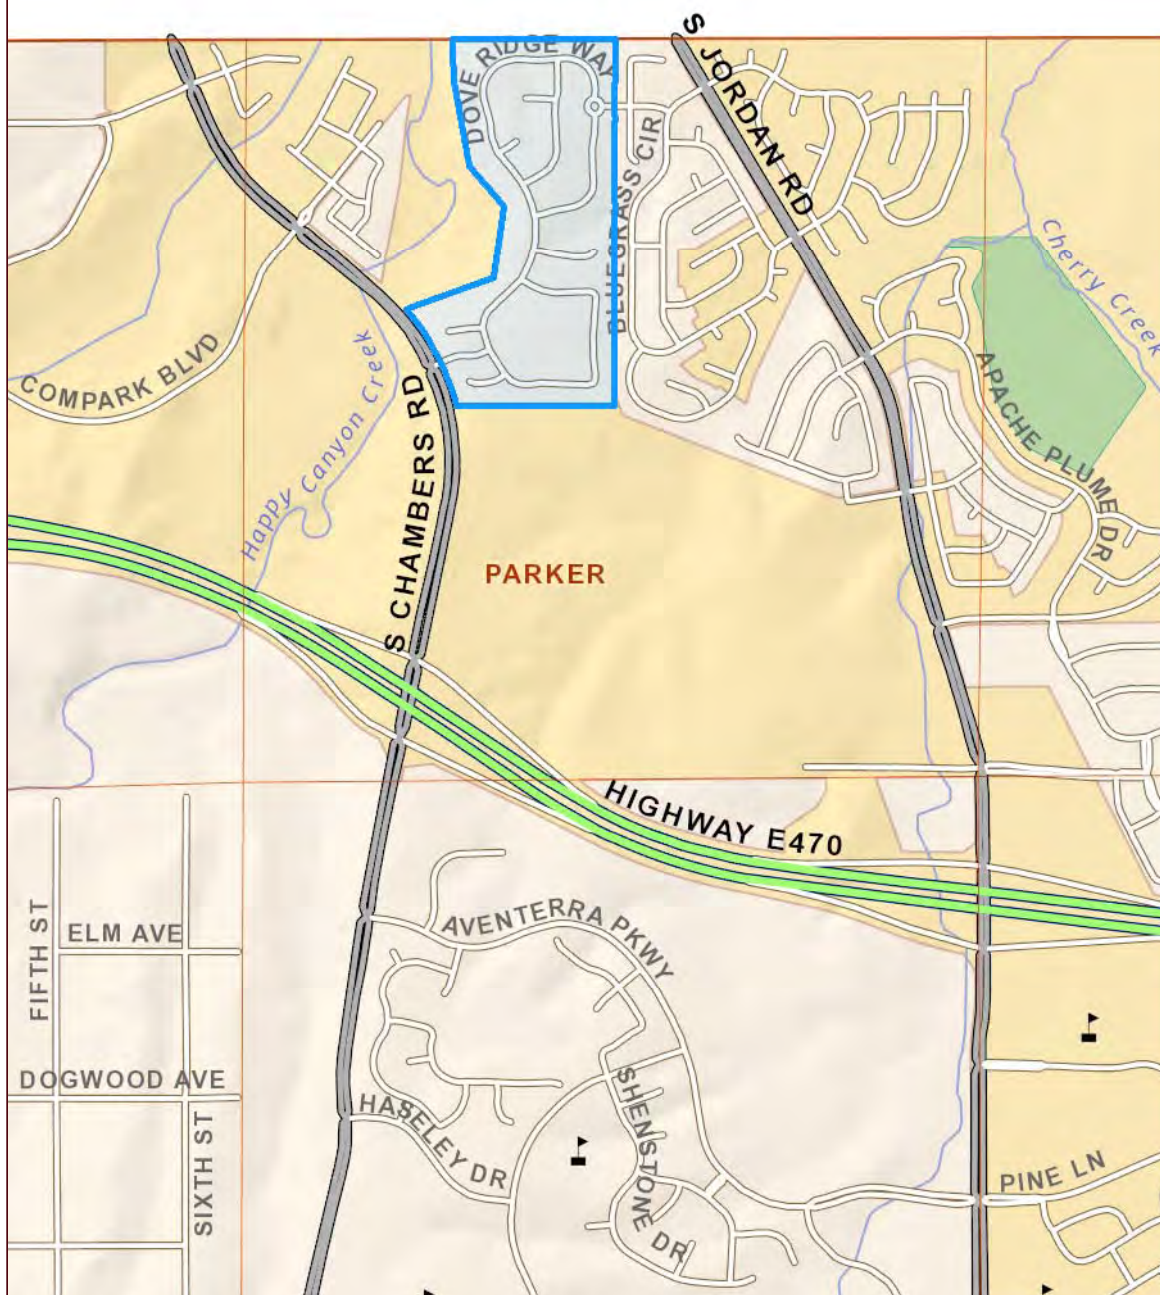 S JORDAN RD
DOVE RIDGE WAY
BLUEGRASS CIR
Cherry Creek
COMPARK BLVD
Happy Canyon Creek
S CHAMBERS RD
APACHE PLUME DR
PARKER
HIGHWAY E470
FIFTH ST
ELM AVE
AVENTERRA PKWY
DOGWOOD AVE
HASELEY DR
SHENSTONE DR
SIXTH ST
PINE LN